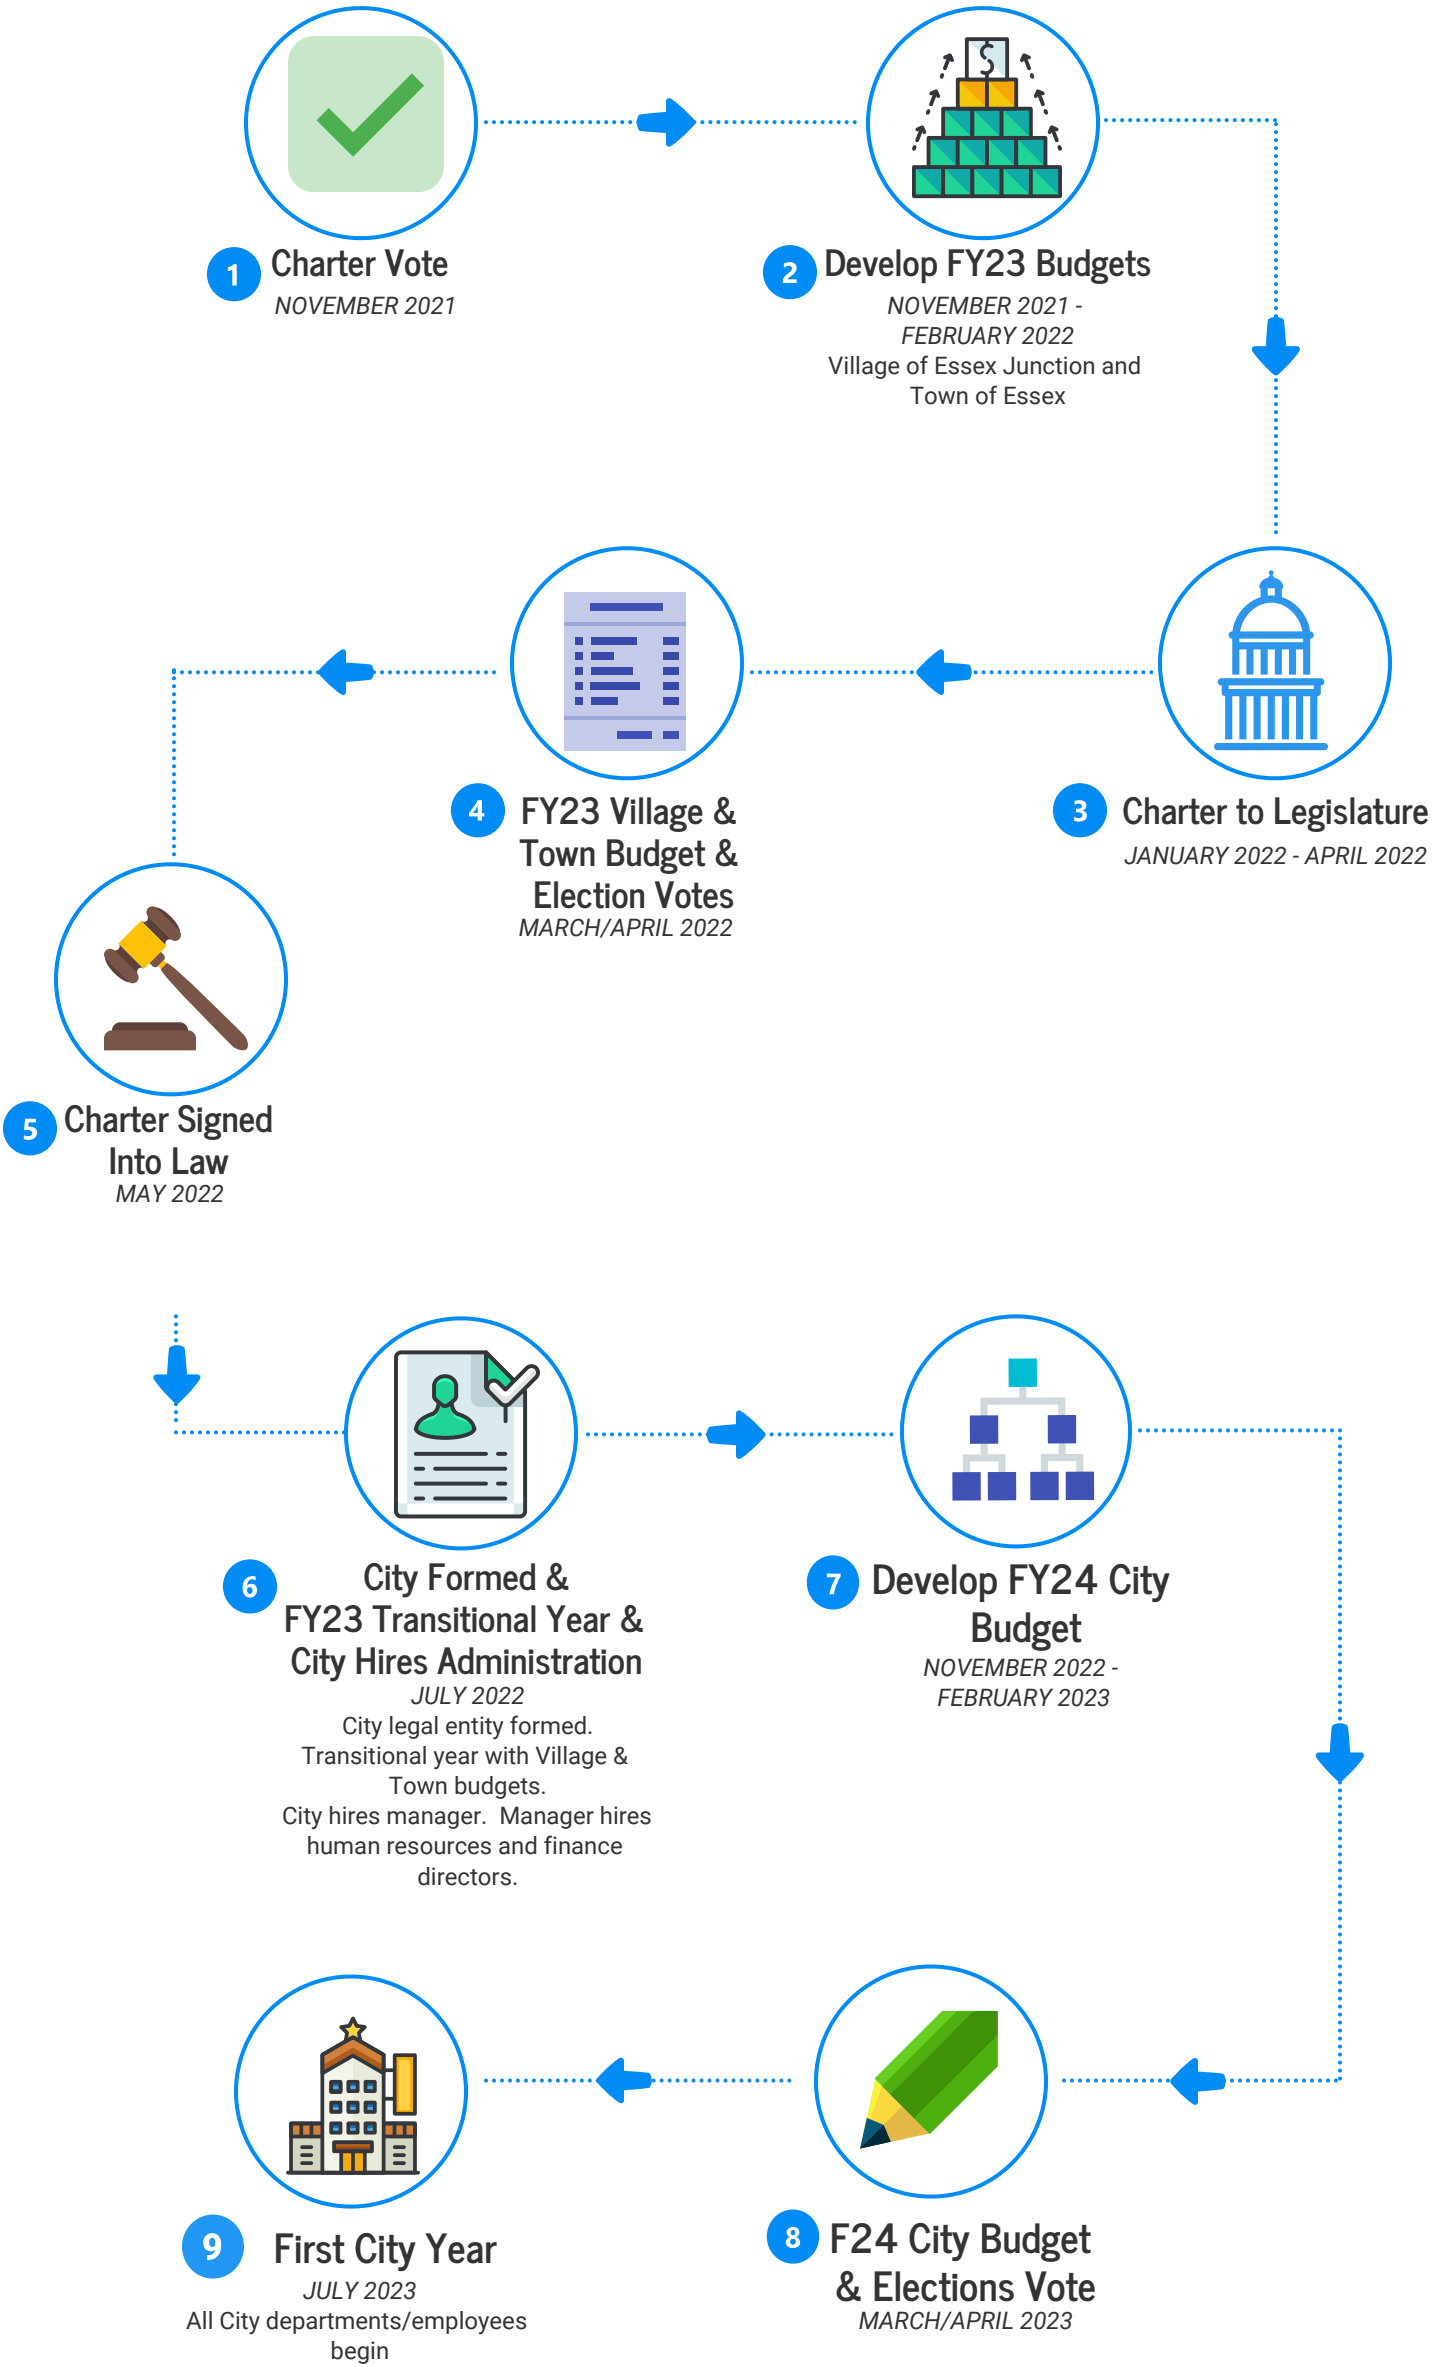 1
Charter Vote
NOVEMBER 2021
2
Develop FY23 Budgets
NOVEMBER 2021 -
FEBRUARY 2022
Village of Essex Junction and
Town of Essex
3
Charter to Legislature
JANUARY 2022 - APRIL 2022
4
FY23 Village &
Town Budget &
Election Votes
MARCH/APRIL 2022
5
Charter Signed
Into Law
MAY 2022
6
City Formed &
FY23 Transitional Year &
City Hires Administration
JULY 2022
City legal entity formed.
Transitional year with Village &
Town budgets.
City hires manager.  Manager hires
human resources and finance
directors.
7
Develop FY24 City
Budget
NOVEMBER 2022 -
FEBRUARY 2023
8
F24 City Budget
& Elections Vote
MARCH/APRIL 2023
9
First City Year
JULY 2023
All City departments/employees
begin